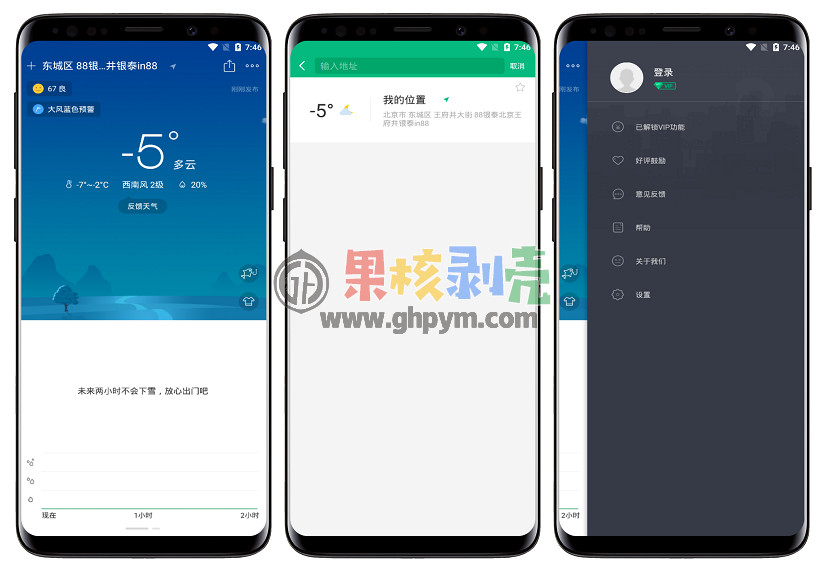 7:46
东城区 88银...井银泰in88
67 良
刚刚发布
大风蓝色预警
-5°
多云
-7°~-2°C 西南风 2级 20%
反馈天气
未来两小时不会下雪，放心出门吧
现在 1小时 2小时
7:46
输入地址
取消
-5°
我的位置
北京市 东城区 王府井大街 88银泰北京王
府井银泰in88
7:46
刚刚发布
登录
VIP
已解锁VIP功能
好评鼓励
意见反馈
帮助
关于我们
设置
2小时
果核剥壳
www.ghpym.com